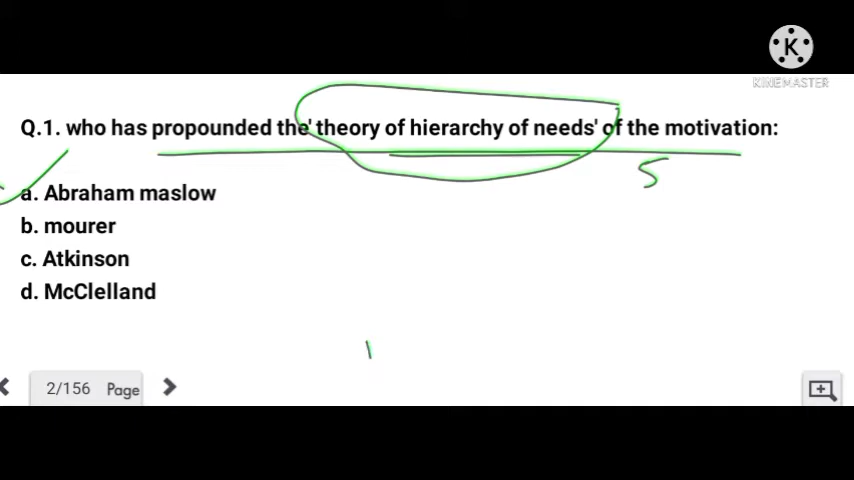 K
KINEMASTER
Q.1. who has propounded the' theory of hierarchy of needs' of the motivation:
5
a. Abraham maslow
b. mourer
c. Atkinson
d. McClelland
2/156 Page